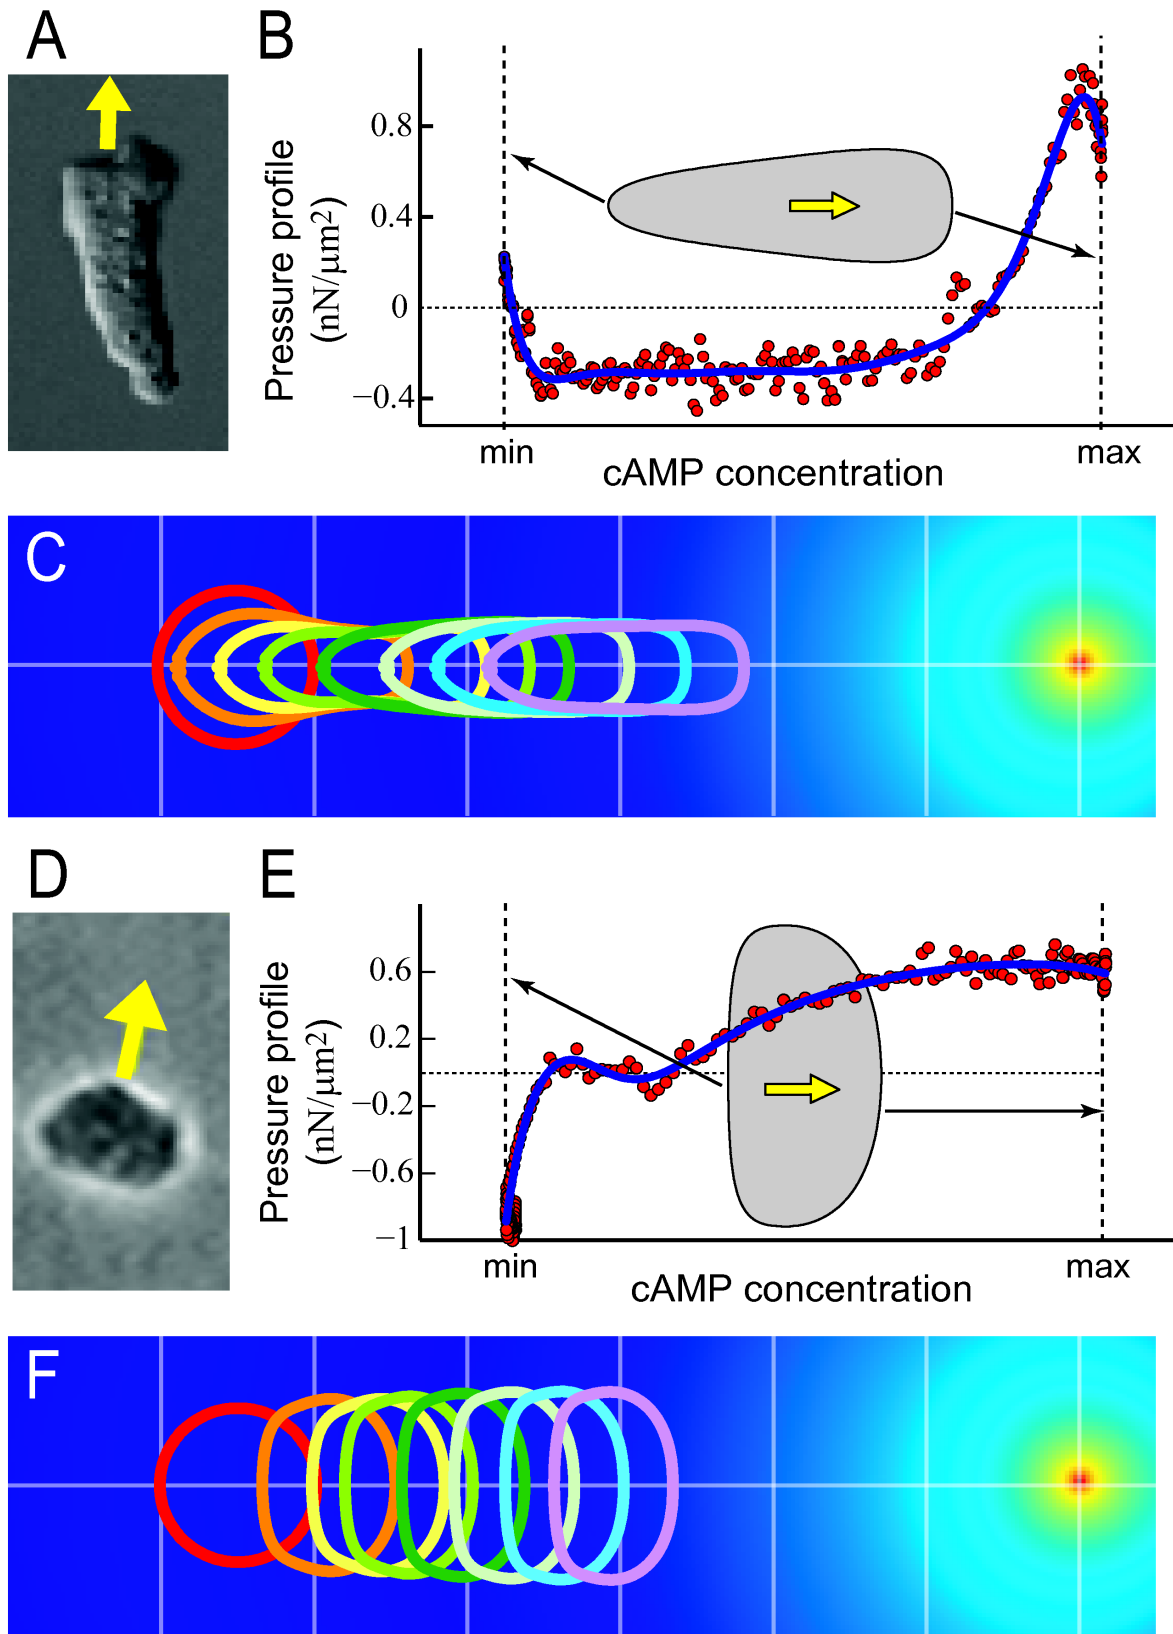 A
B
Pressure profile
(nN/μm²)
0.8
0.4
0
−0.4
min
max
cAMP concentration
C
D
E
Pressure profile
(nN/μm²)
0.6
0.2
−0.2
−0.6
−1
min
max
cAMP concentration
F